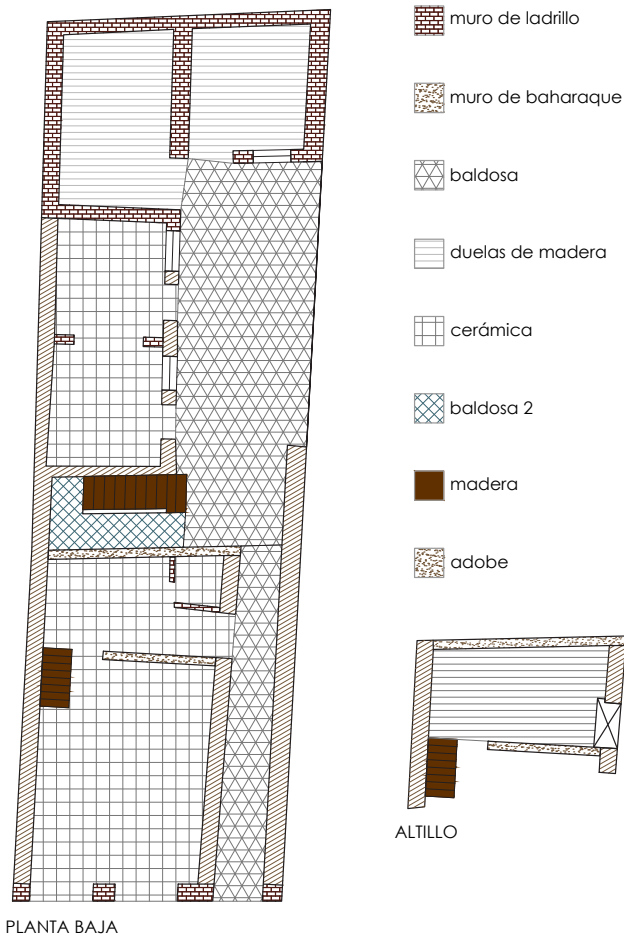 muro de ladrillo
muro de baharaque
baldosa
duelas de madera
cerámica
baldosa 2
madera
adobe
ALTILLO
PLANTA BAJA